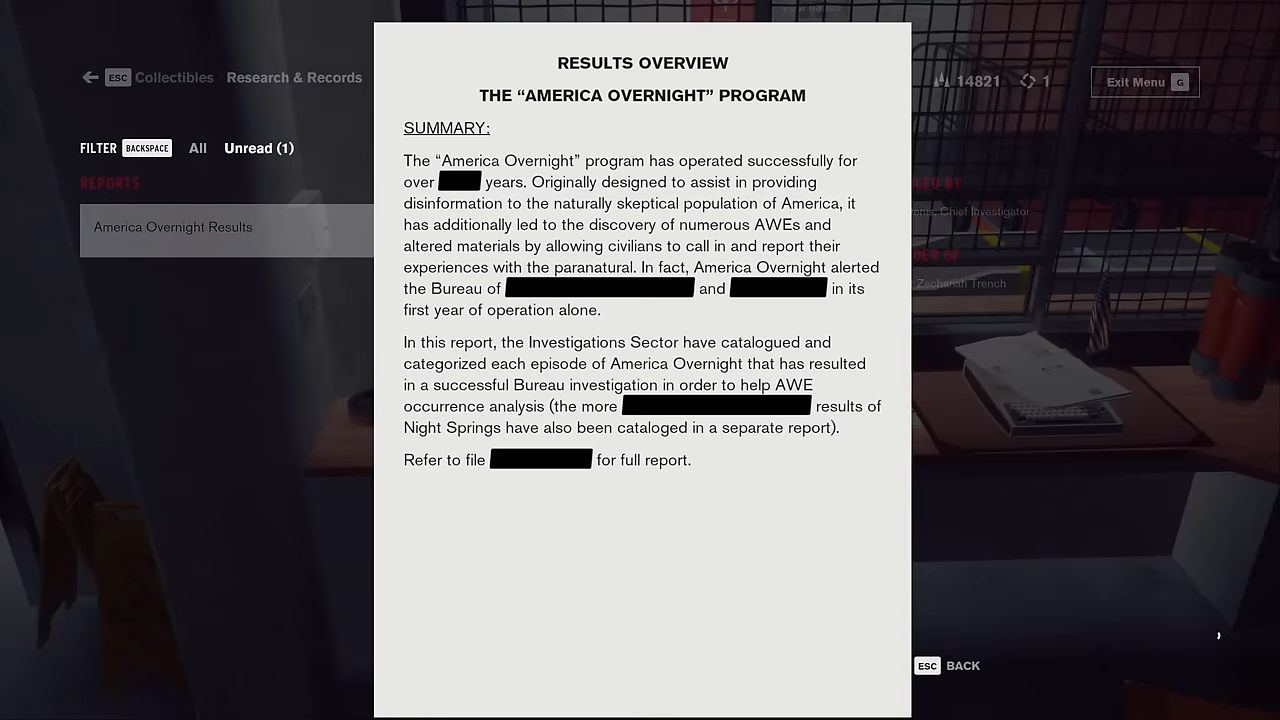 RESULTS OVERVIEW
THE “AMERICA OVERNIGHT” PROGRAM
SUMMARY:
The “America Overnight” program has operated successfully for
over years. Originally designed to assist in providing
disinformation to the naturally skeptical population of America, it
has additionally led to the discovery of numerous AWEs and
altered materials by allowing civilians to call in and report their
experiences with the paranatural. In fact, America Overnight alerted
the Bureau of and in its
first year of operation alone.
In this report, the Investigations Sector have catalogued and
categorized each episode of America Overnight that has resulted
in a successful Bureau investigation in order to help AWE
occurrence analysis (the more results of
Night Springs have also been cataloged in a separate report).
Refer to file for full report.
ESC Collectibles Research & Records
14821 1
Exit Menu G
FILTER BACKSPACE All Unread (1)
REPORTS
America Overnight Results
BY
Chief Investigator
OF
Zachariah Trench
ESC BACK